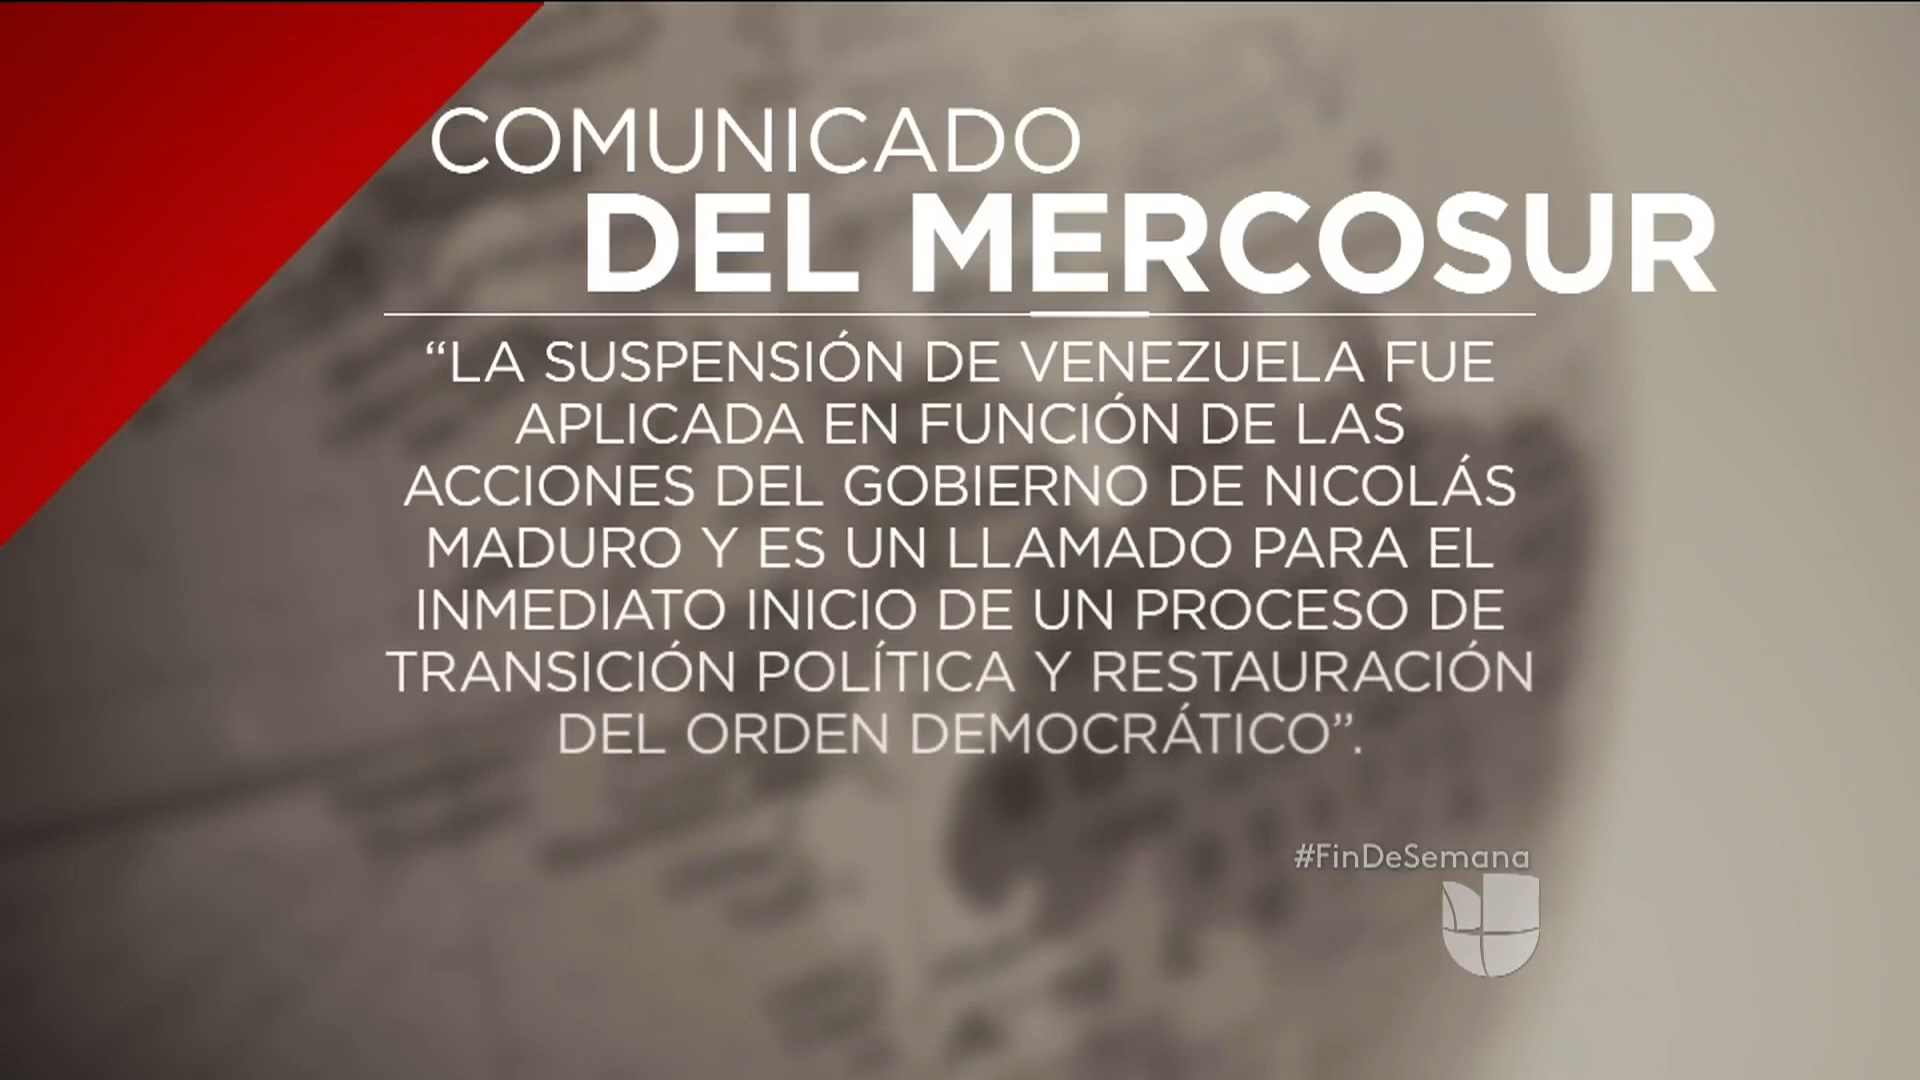 COMUNICADO
DEL MERCOSUR
“LA SUSPENSIÓN DE VENEZUELA FUE
APLICADA EN FUNCIÓN DE LAS
ACCIONES DEL GOBIERNO DE NICOLÁS
MADURO Y ES UN LLAMADO PARA EL
INMEDIATO INICIO DE UN PROCESO DE
TRANSICIÓN POLÍTICA Y RESTAURACIÓN
DEL ORDEN DEMOCRÁTICO”.
#FinDeSemana